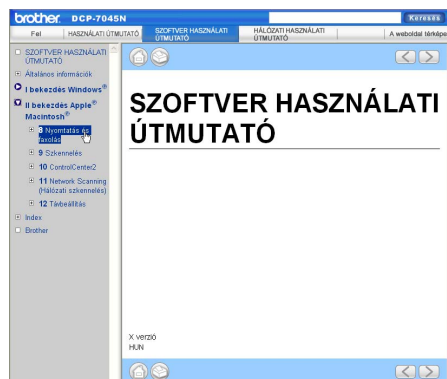 brother. DCP-7045N
Keresés
Fel
HASZNÁLATI ÚTMUTATÓ
SZOFTVER HASZNÁLATI ÚTMUTATÓ
HÁLÓZATI HASZNÁLATI ÚTMUTATÓ
A weboldal térképe
SZOFTVER HASZNÁLATI
ÚTMUTATÓ
Általános információk
I bekezdés Windows®
II bekezdés Apple®
Macintosh®
8 Nyomtatás és
faxolás
9 Szkennelés
10 ControlCenter2
11 Network Scanning
(Hálózati szkennelés)
12 Távbeállítás
Index
Brother
SZOFTVER HASZNÁLATI
ÚTMUTATÓ
X verzió
HUN